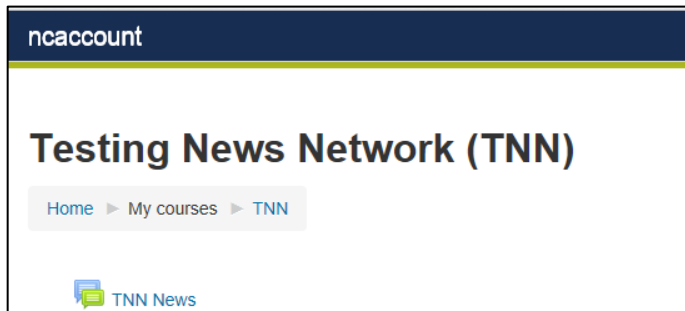 ncaccount
Testing News Network (TNN)
Home ► My courses ► TNN
TNN News